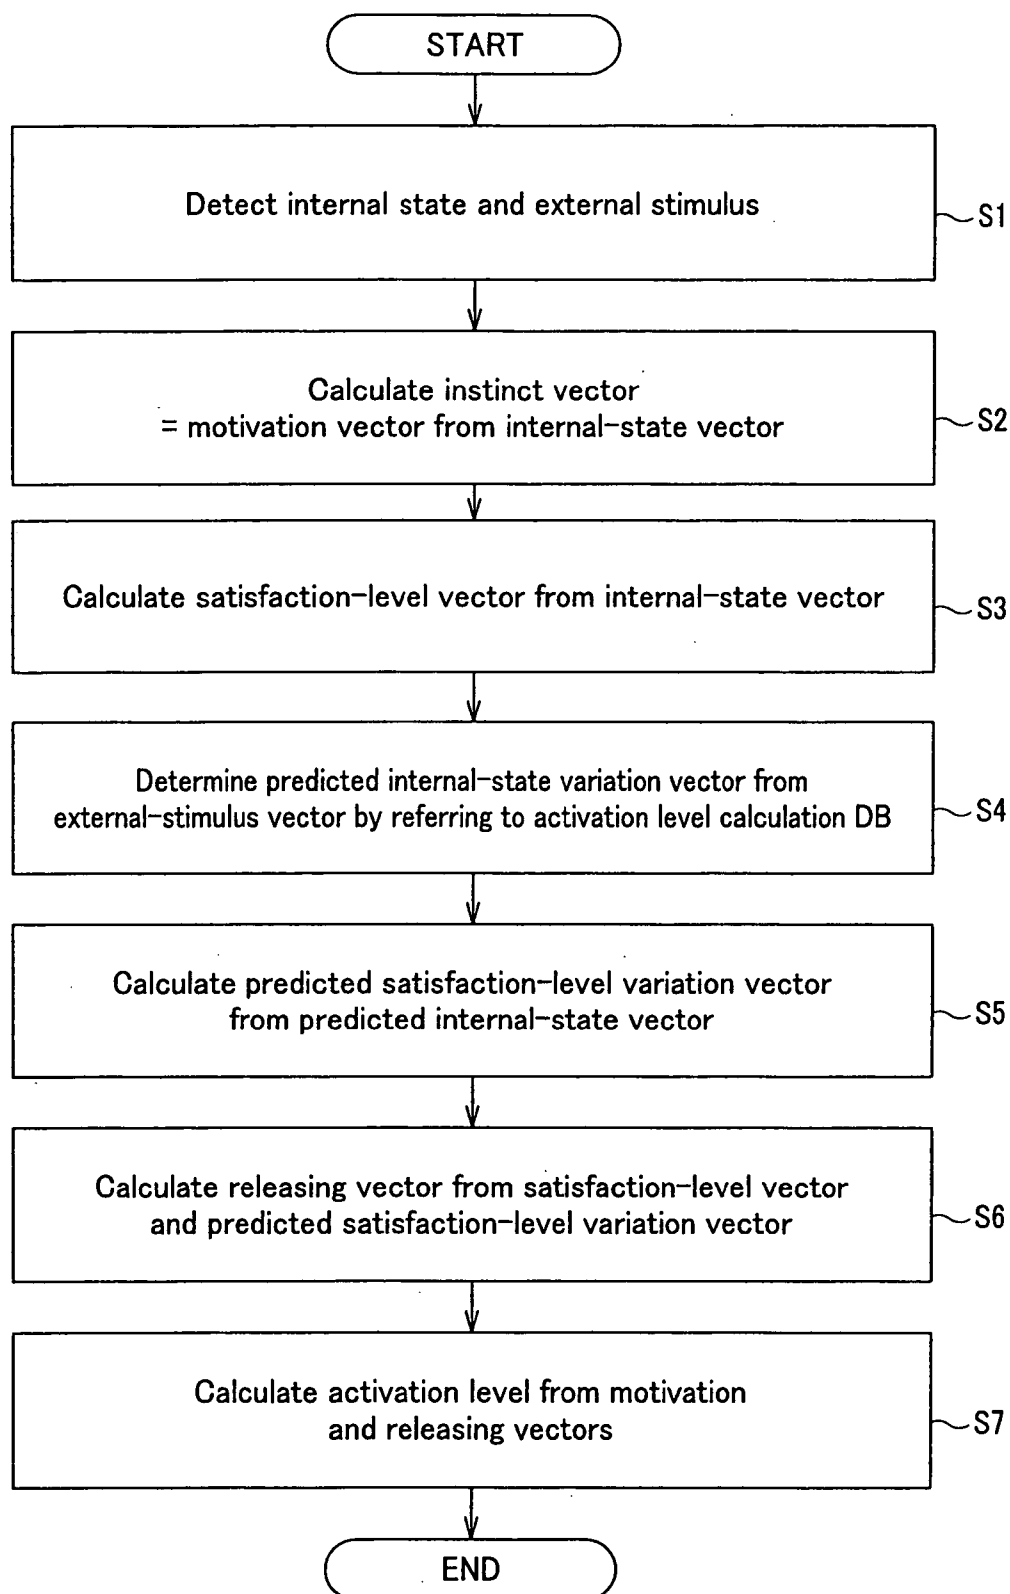 START
Detect internal state and external stimulus
S1
Calculate instinct vector
= motivation vector from internal-state vector
S2
Calculate satisfaction-level vector from internal-state vector
S3
Determine predicted internal-state variation vector from
external-stimulus vector by referring to activation level calculation DB
S4
Calculate predicted satisfaction-level variation vector
from predicted internal-state vector
S5
Calculate releasing vector from satisfaction-level vector
and predicted satisfaction-level variation vector
S6
Calculate activation level from motivation
and releasing vectors
S7
END